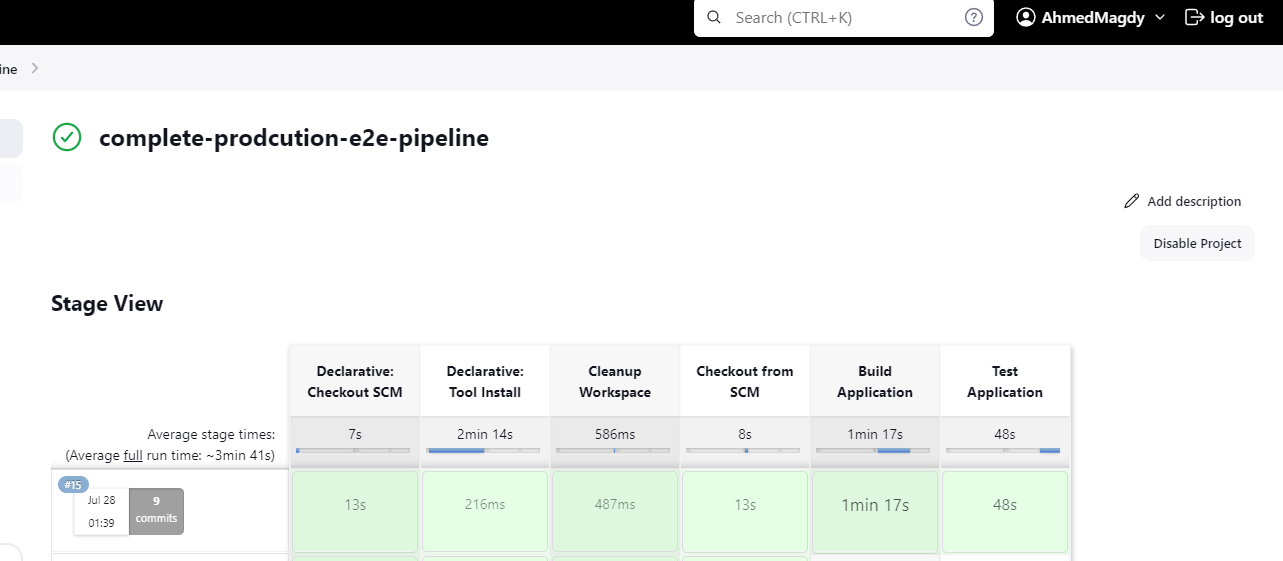 Search (CTRL+K)
AhmedMagdy
log out
ine
complete-prodcution-e2e-pipeline
Add description
Disable Project
Stage View
Declarative: Checkout SCM
Declarative: Tool Install
Cleanup Workspace
Checkout from SCM
Build Application
Test Application
Average stage times:
(Average full run time: ~3min 41s)
7s
2min 14s
586ms
8s
1min 17s
48s
#15
Jul 28
01:39
9
commits
13s
216ms
487ms
13s
1min 17s
48s